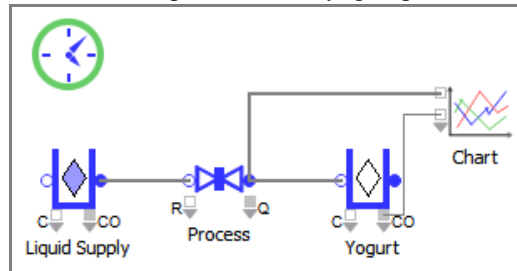 Chart
C CO
R Q
C CO
Liquid Supply
Process
Yogurt